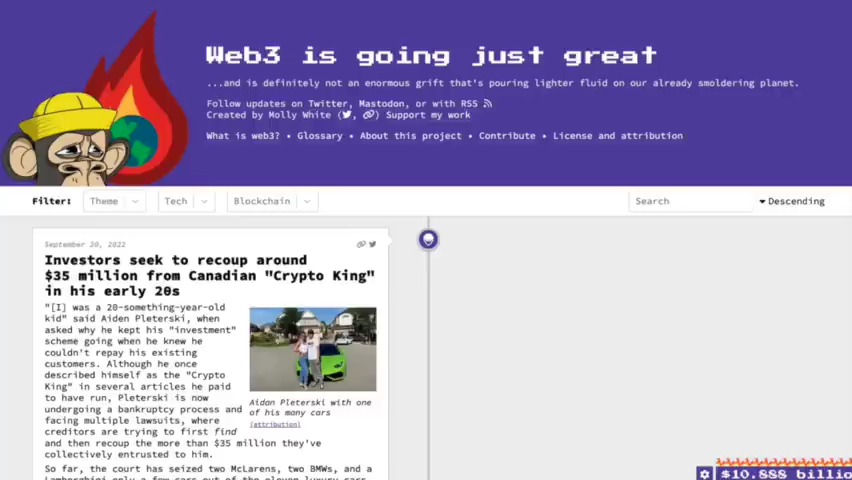 Web3 is going just great
...and is definitely not an enormous grift that's pouring lighter fluid on our already smoldering planet.
Follow updates on Twitter, Mastodon, or with RSS
Created by Molly White ( , ) Support my work
What is web3? • Glossary • About this project • Contribute • License and attribution
Filter: Theme Tech Blockchain Search Descending
September 20, 2022
Investors seek to recoup around
$35 million from Canadian "Crypto King"
in his early 20s
"[I] was a 20-something-year-old
kid" said Aiden Pleterski, when
asked why he kept his "investment"
scheme going when he knew he
couldn't repay his existing
customers. Although he once
described himself as the "Crypto
King" in several articles he paid
to have run, Pleterski is now
undergoing a bankruptcy process and
facing multiple lawsuits, where
creditors are trying to first find
and then recoup the more than $35 million they've
collectively entrusted to him.
Aidan Pleterski with one
of his many cars
(attribution)
So far, the court has seized two McLarens, two BMWs, and a
$10.888 billio